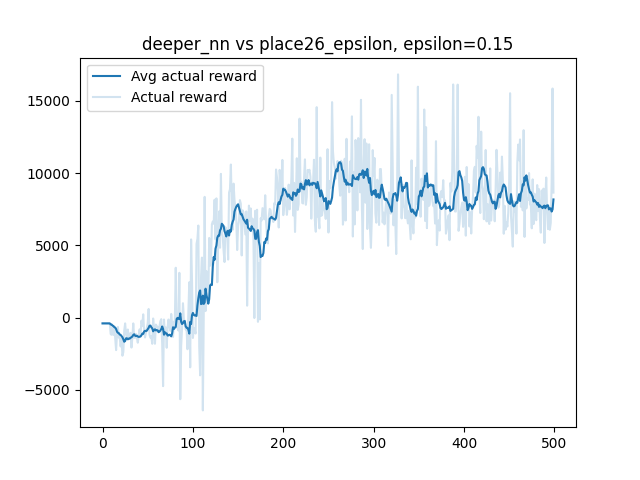 deeper_nn vs place26_epsilon, epsilon=0.15
Avg actual reward
Actual reward
15000
10000
5000
0
−5000
0 100 200 300 400 500